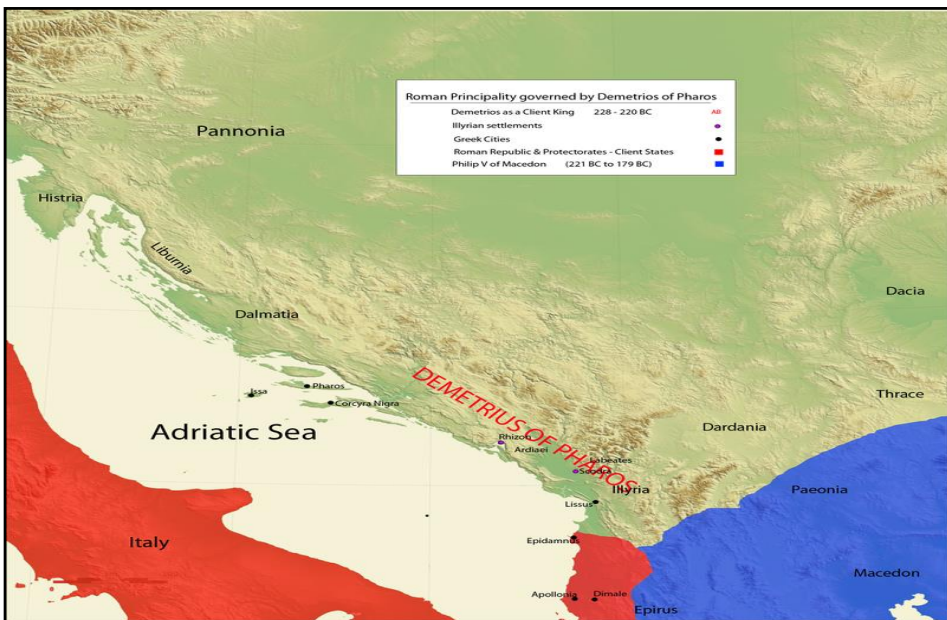 Roman Principality governed by Demetrios of Pharos
Demetrios as a Client King 228 - 220 BC AB
Illyrian settlements
Greek Cities
Roman Republic & Protectorates - Client States
Philip V of Macedon (221 BC to 179 BC)
Pannonia
Histria
Liburnia
Dacia
Dalmatia
Pharos
Issa
Corcyra Nigra
Thrace
DEMETRIUS OF PHAROS
Adriatic Sea
Dardania
Rhizon
Ardiaei
Labeates
Scodra
Illyria
Paeonia
Lissus
Italy
Epidamnus
Macedon
Apollonia
Dimale
Epirus